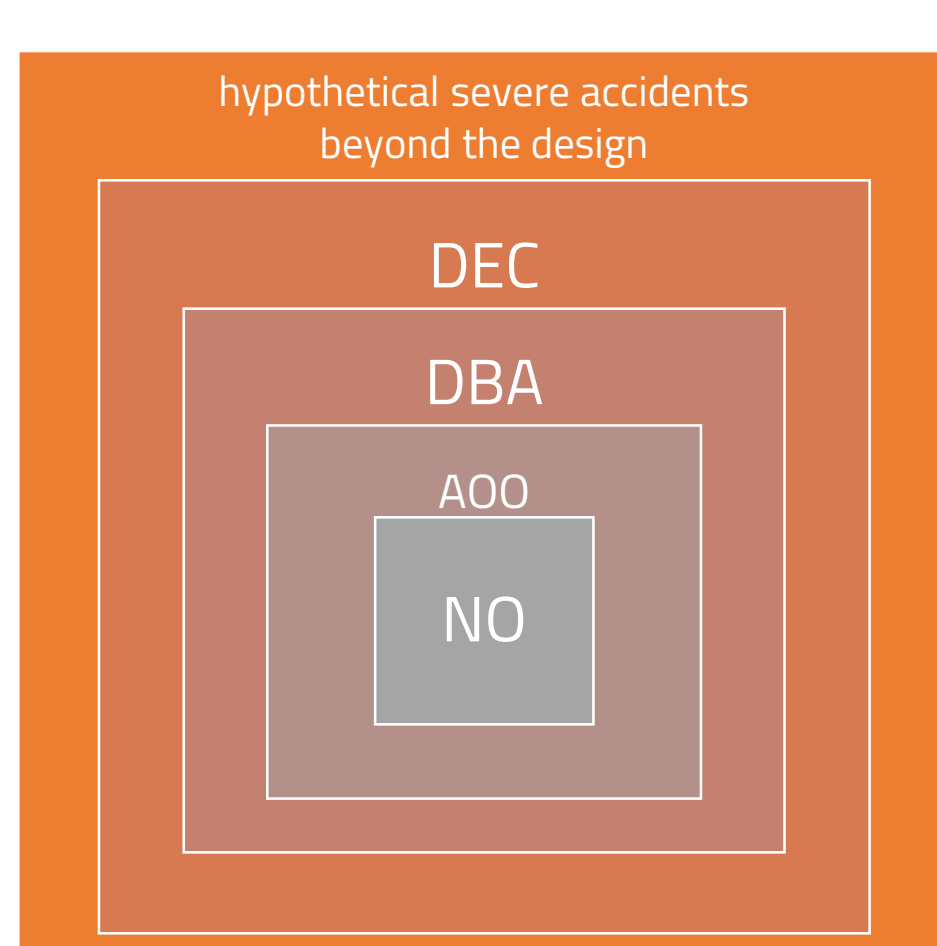 hypothetical severe accidents
beyond the design
DEC
DBA
AOO
NO